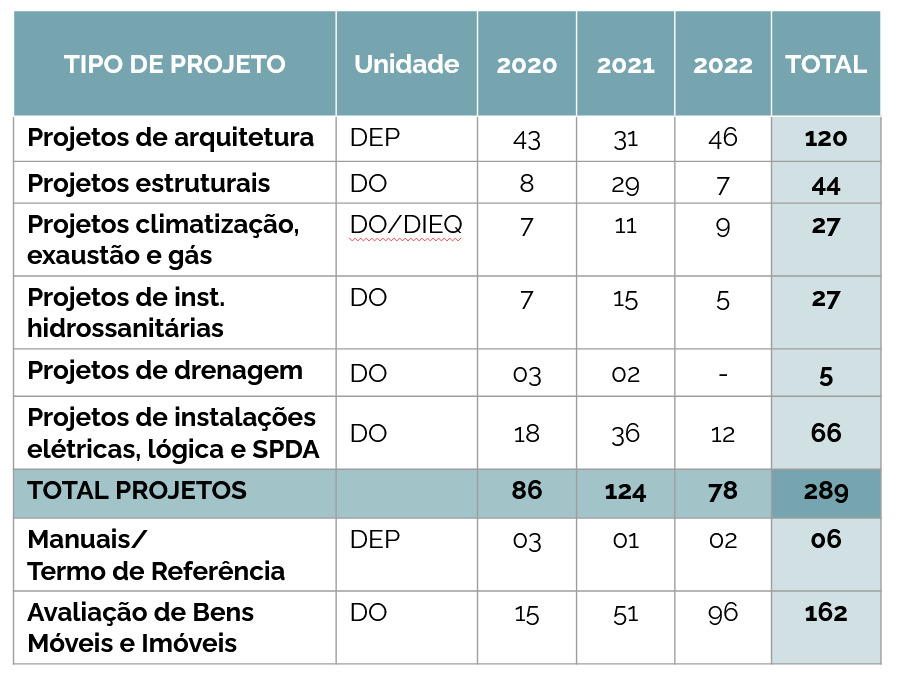 TIPO DE PROJETO Unidade 2020 2021 2022 TOTAL
Projetos de arquitetura DEP 43 31 46 120
Projetos estruturais DO 8 29 7 44
Projetos climatização, DO/DIEQ 7 11 9 27
exaustão e gás
Projetos de inst. DO 7 15 5 27
hidrossanitárias
Projetos de drenagem DO 03 02 - 5
Projetos de instalações
elétricas, lógica e SPDA DO 18 36 12 66
TOTAL PROJETOS 86 124 78 289
Manuais/ DEP 03 01 02 06
Termo de Referência
Avaliação de Bens DO 15 51 96 162
Móveis e Imóveis